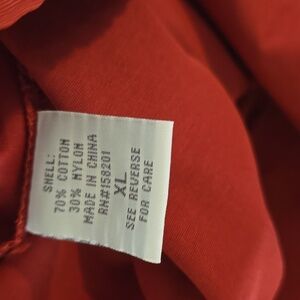 SHELL:
70% COTTON
30% NYLON
MADE IN CHINA
RN#158201
XL
SEE REVERSE
FOR CARE